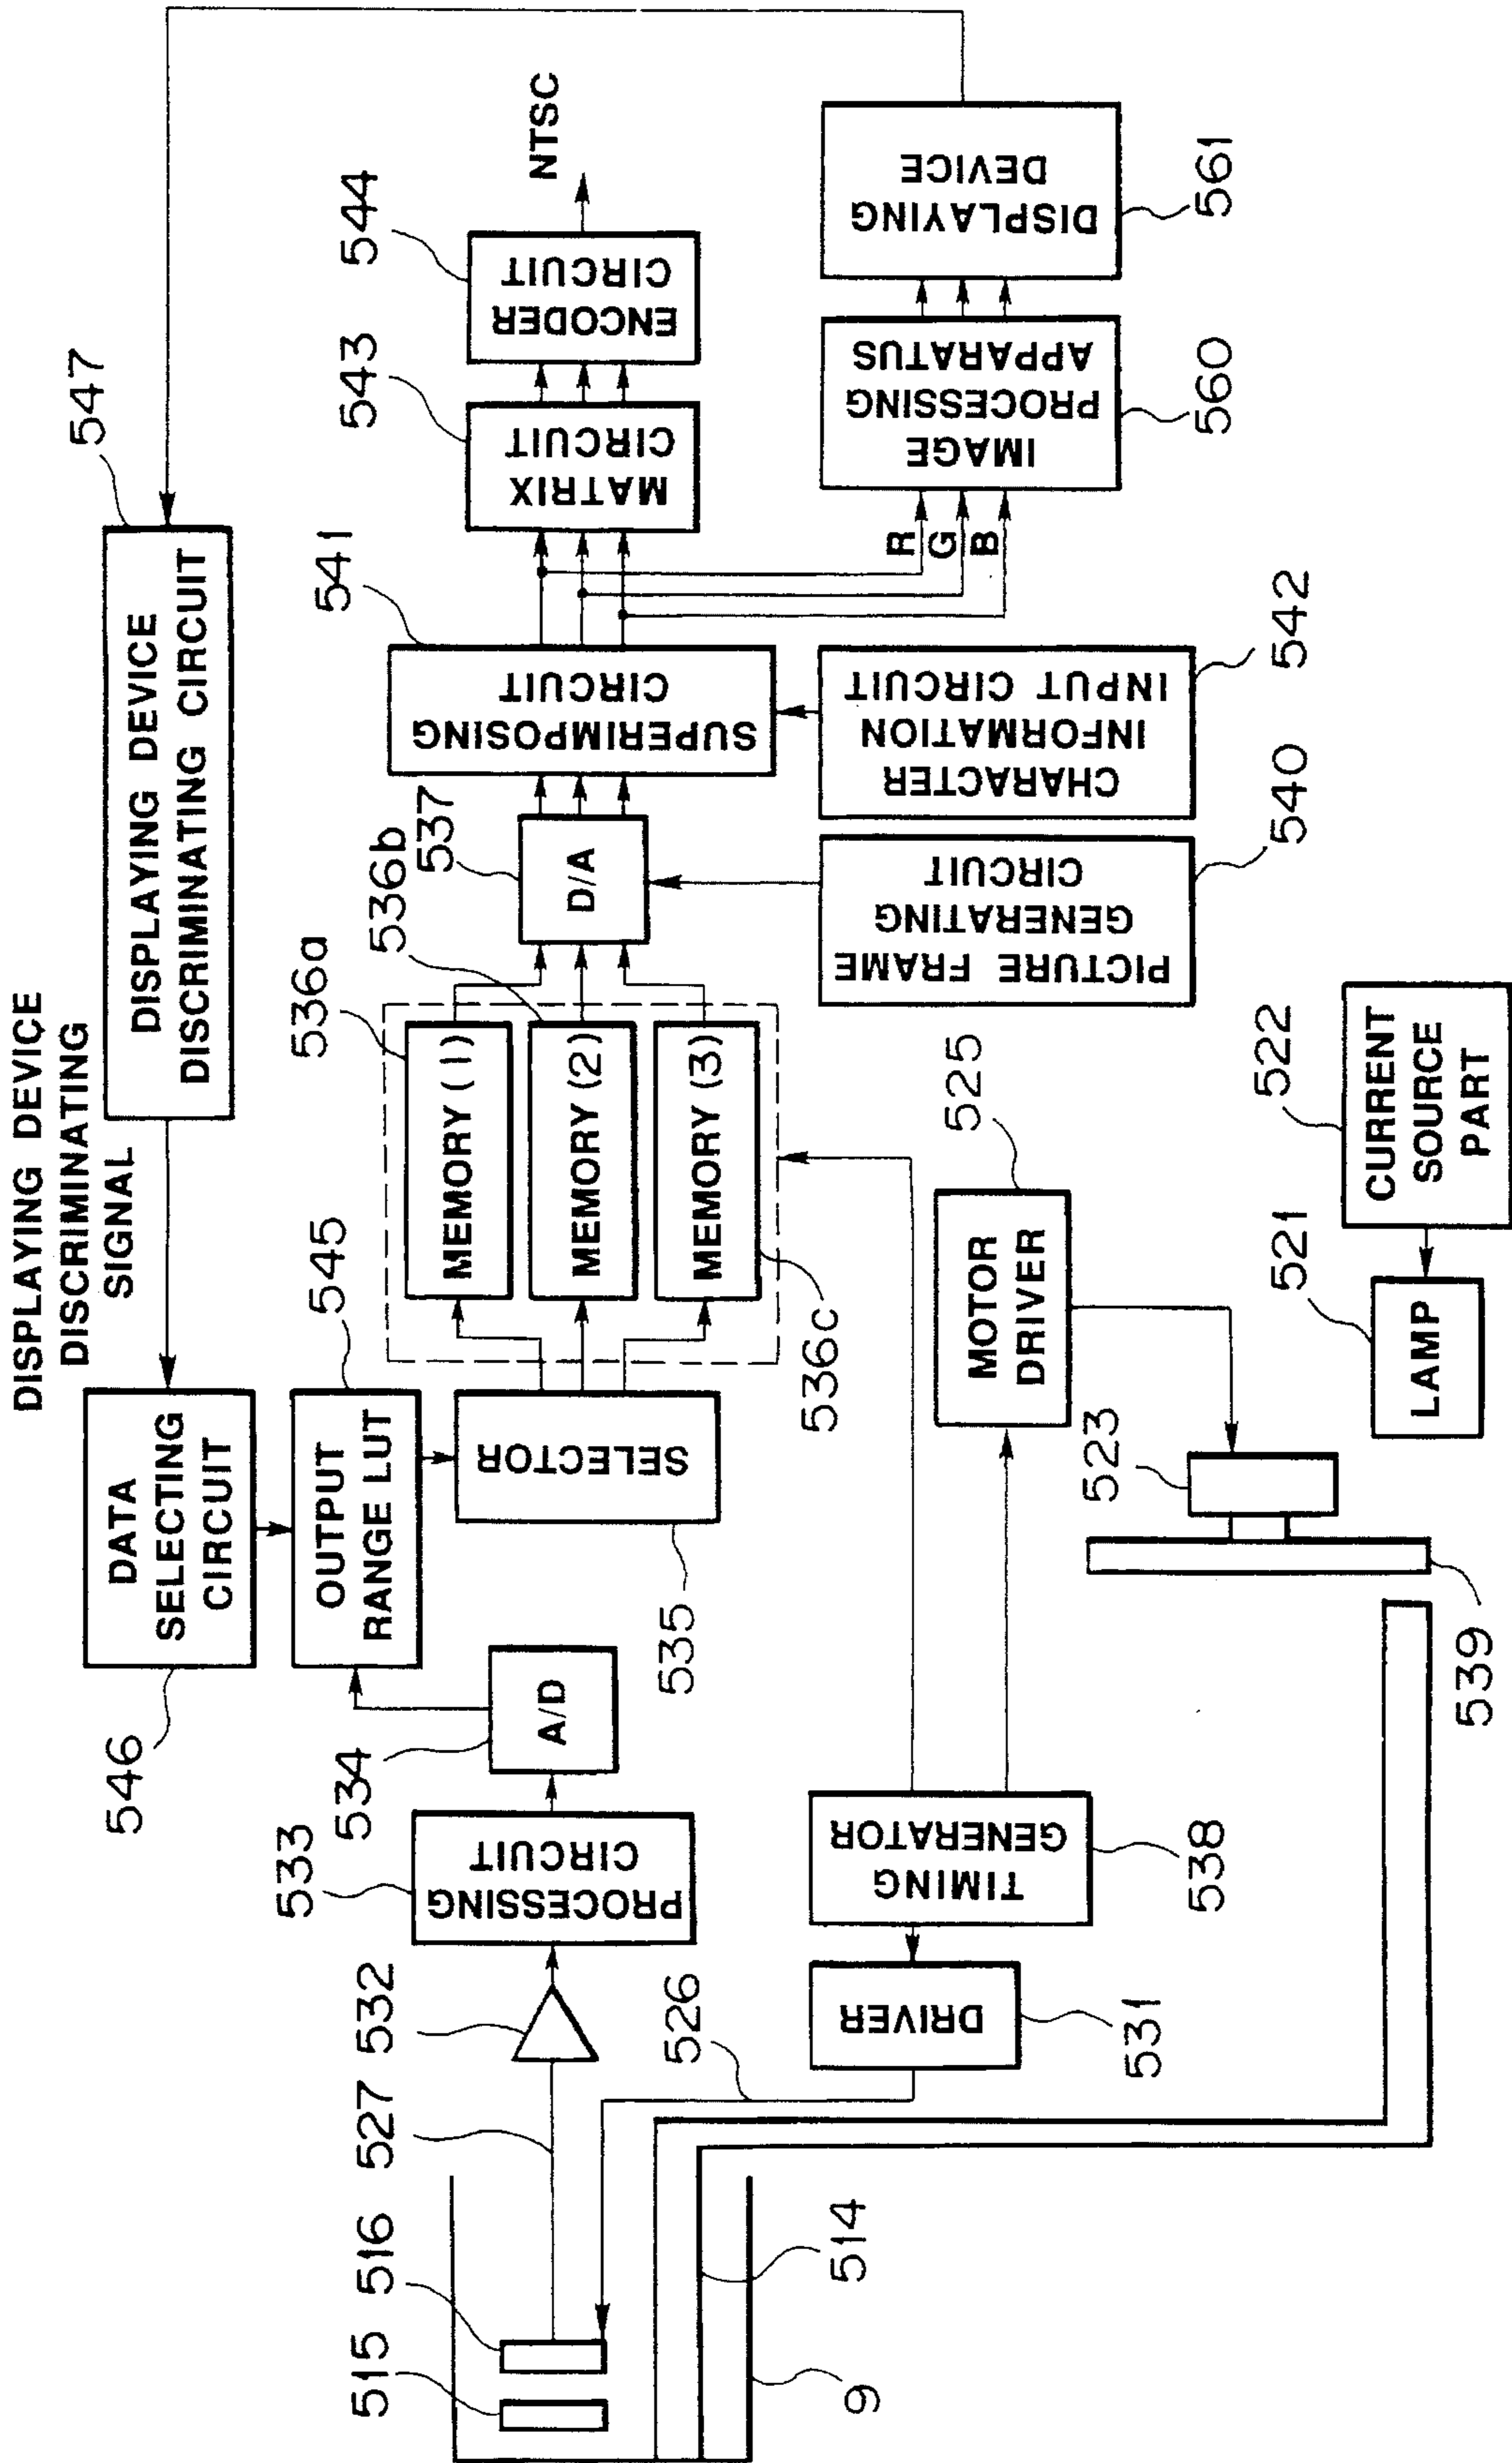 DISPLAYING DEVICE
DISCRIMINATING
SIGNAL
547
DISPLAYING DEVICE
DISCRIMINATING CIRCUIT
546
DATA
SELECTING
CIRCUIT
545
OUTPUT
RANGE LUT
515
516
527
532
533
PROCESSING
CIRCUIT
534
A/D
535
SELECTOR
536a
MEMORY (1)
536b
MEMORY (2)
536c
MEMORY (3)
537
D/A
541
SUPERIMPOSING
CIRCUIT
543
MATRIX
CIRCUIT
544
ENCODER
CIRCUIT
NTSC
R
G
B
IMAGE
PROCESSING
APPARATUS
560
DISPLAYING
DEVICE
561
CHARACTER
INFORMATION
INPUT CIRCUIT
542
PICTURE FRAME
GENERATING
CIRCUIT
540
9
514
526
DRIVER
531
TIMING
GENERATOR
538
525
MOTOR
DRIVER
523
539
521
LAMP
522
CURRENT
SOURCE
PART